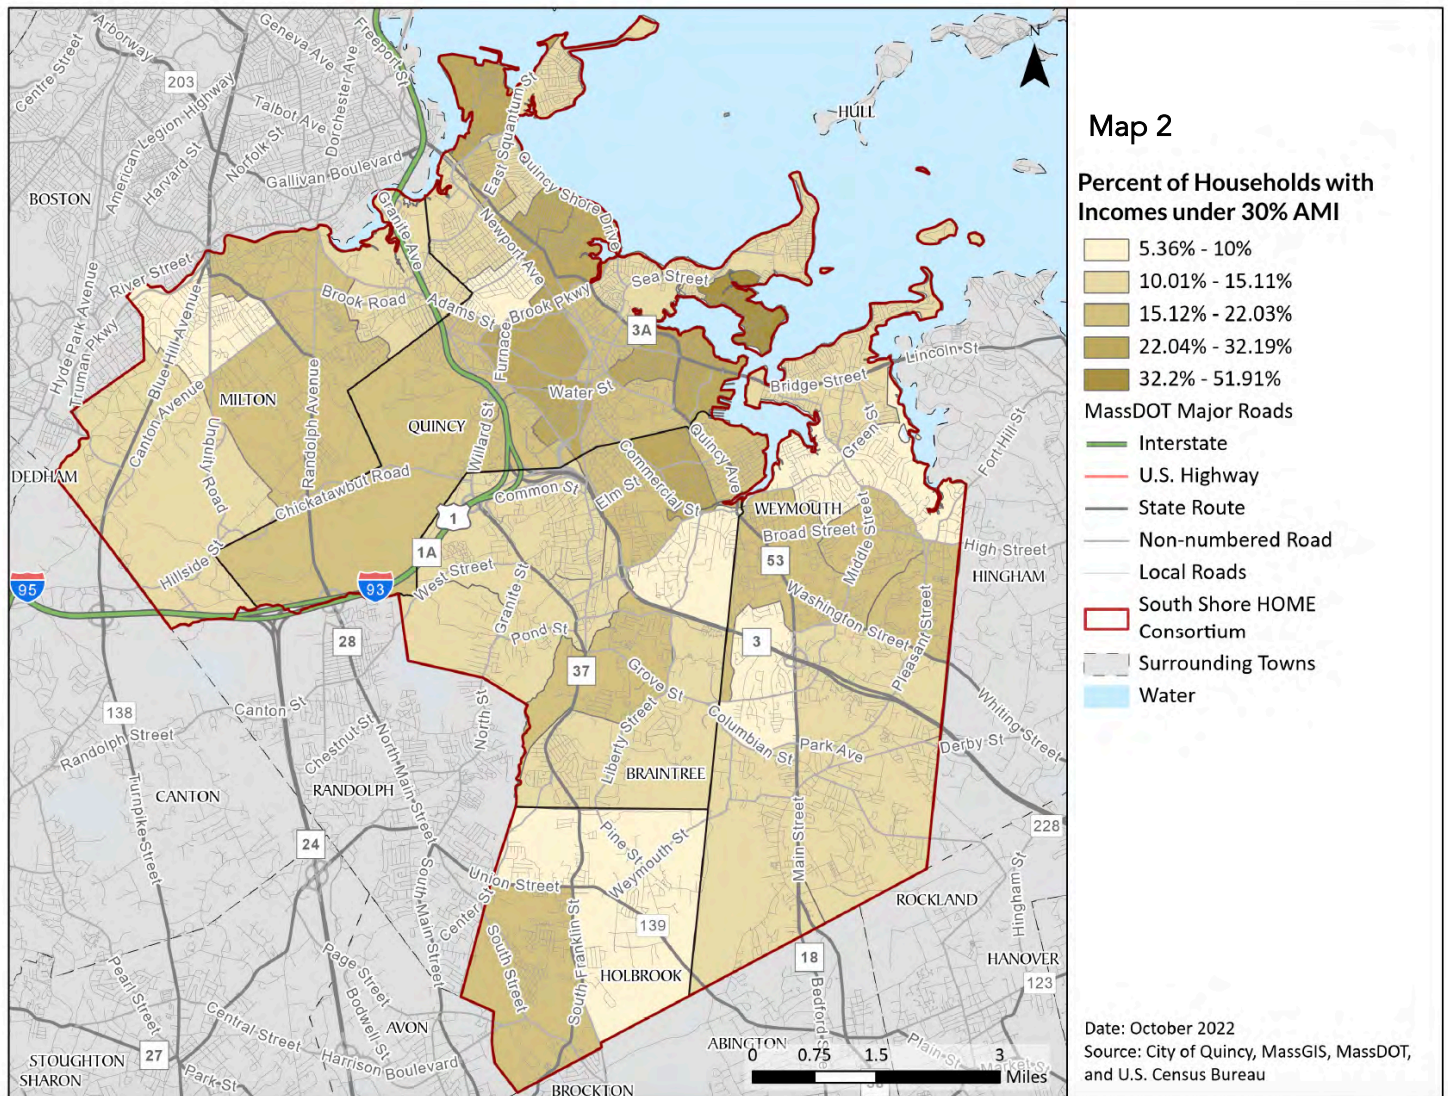 Map 2
Percent of Households with
Incomes under 30% AMI
5.36% - 10%
10.01% - 15.11%
15.12% - 22.03%
22.04% - 32.19%
32.2% - 51.91%
MassDOT Major Roads
Interstate
U.S. Highway
State Route
Non-numbered Road
Local Roads
South Shore HOME
Consortium
Surrounding Towns
Water
Date: October 2022
Source: City of Quincy, MassGIS, MassDOT,
and U.S. Census Bureau
N
Centre Street
Arborway
Geneva Ave
Freeport St
203
American Legion Highway
Talbot Ave
Dorchester Ave
Harvard St
Norfolk St
Gallivan Boulevard
BOSTON
HULL
East Squantum St
Quincy Shore Drive
Granite Ave
Newport Ave
River Street
Hyde Park Avenue
Truman Pkwy
Blue Hill Avenue
Brook Road
Adams St
Furnace Brook Pkwy
Sea Street
3A
Lincoln St
Bridge Street
Water St
MILTON
QUINCY
Canton Avenue
Unquity Road
Randolph Avenue
Willard St
Quincy Ave
Green St
Fort Hill St
DEDHAM
Chickatawbut Road
Common St
Elm St
Commercial St
WEYMOUTH
Broad Street
Middle Street
High Street
HINGHAM
1
1A
53
Hillside St
West Street
95
93
Granite St
Pond St
Washington Street
Pleasant Street
28
3
37
Grove St
Liberty Street
Columbian St
Park Ave
Derby St
Whiting Street
138
Canton St
Randolph Street
Chestnut St
North Main Street
North St
BRAINTREE
CANTON
RANDOLPH
Turnpike Street
24
228
Pine St
Weymouth St
Main Street
Union Street
South Main Street
Center St
ROCKLAND
Hingham St
139
South Street
South Franklin St
HOLBROOK
18
HANOVER
123
Pearl Street
Page Street
Bodwell St
Central Street
AVON
Harrison Boulevard
ABINGTON
Bedford St
Plain St
Market St
STOUGHTON
27
SHARON
Park St
BROCKTON
0 0.75 1.5 3
Miles